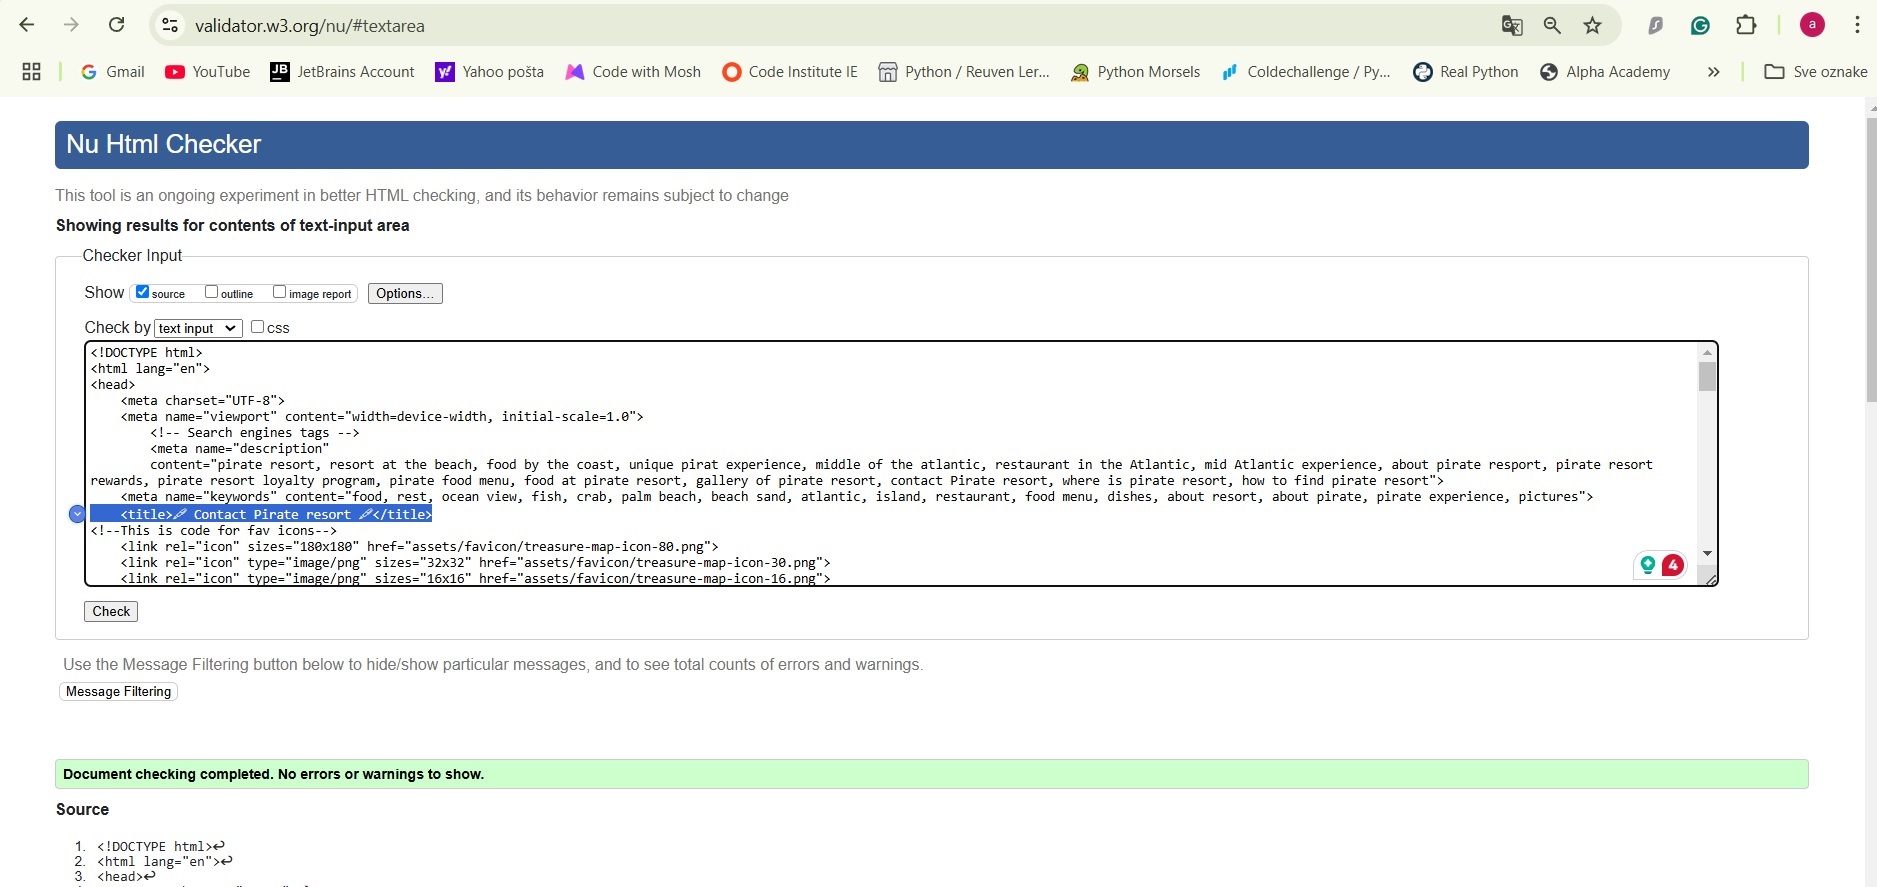 validator.w3.org/nu/#textarea
a
Gmail YouTube JetBrains Account Yahoo pošta Code with Mosh Code Institute IE Python / Reuven Ler... Python Morsels Coldechallenge / Py... Real Python Alpha Academy » Sve oznake
Nu Html Checker
This tool is an ongoing experiment in better HTML checking, and its behavior remains subject to change
Showing results for contents of text-input area
Checker Input
Show source outline image report Options...
Check by text input css
<!DOCTYPE html>
<html lang="en">
<head>
<meta charset="UTF-8">
<meta name="viewport" content="width=device-width, initial-scale=1.0">
<!-- Search engines tags -->
<meta name="description"
content="pirate resort, resort at the beach, food by the coast, unique pirat experience, middle of the atlantic, restaurant in the Atlantic, mid Atlantic experience, about pirate resport, pirate resort
rewards, pirate resort loyalty program, pirate food menu, food at pirate resort, gallery of pirate resort, contact Pirate resort, where is pirate resort, how to find pirate resort">
<meta name="keywords" content="food, rest, ocean view, fish, crab, palm beach, beach sand, atlantic, island, restaurant, food menu, dishes, about resort, about pirate, pirate experience, pictures">
<title>🖉 Contact Pirate resort 🖉</title>
<!--This is code for fav icons-->
<link rel="icon" sizes="180x180" href="assets/favicon/treasure-map-icon-80.png">
<link rel="icon" type="image/png" sizes="32x32" href="assets/favicon/treasure-map-icon-30.png">
<link rel="icon" type="image/png" sizes="16x16" href="assets/favicon/treasure-map-icon-16.png">
4
Check
Use the Message Filtering button below to hide/show particular messages, and to see total counts of errors and warnings.
Message Filtering
Document checking completed. No errors or warnings to show.
Source
1. <!DOCTYPE html>↩
2. <html lang="en">↩
3. <head>↩